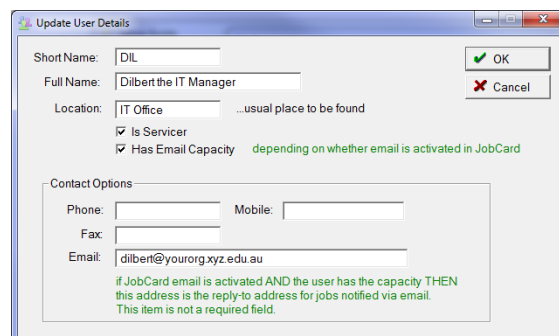 Update User Details
Short Name: DIL
OK
Full Name: Dilbert the IT Manager
Cancel
Location: IT Office ...usual place to be found
Is Servicer
Has Email Capacity depending on whether email is activated in JobCard
Contact Options
Phone: Mobile:
Fax:
Email: dilbert@yourorg.xyz.edu.au
if JobCard email is activated AND the user has the capacity THEN
this address is the reply-to address for jobs notified via email.
This item is not a required field.